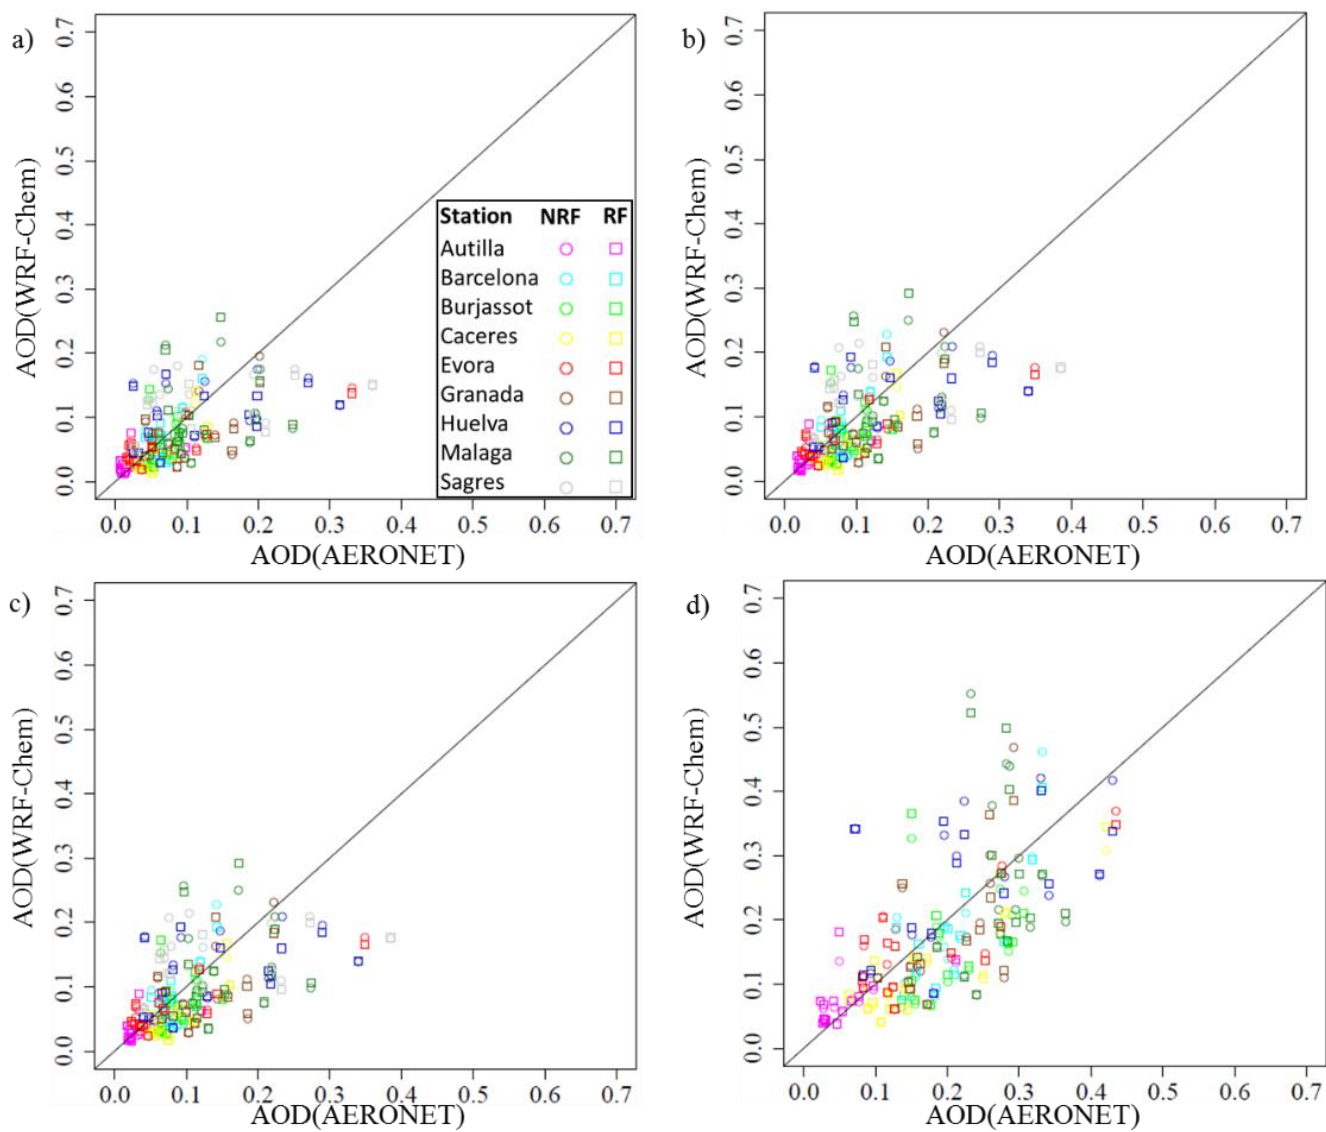 a)
AOD(WRF-Chem)
0.7
0.6
0.5
0.4
0.3
0.2
0.1
0.0
Station NRF RF
Autilla
Barcelona
Burjassot
Caceres
Evora
Granada
Huelva
Malaga
Sagres
0.0 0.1 0.2 0.3 0.4 0.5 0.6 0.7
AOD(AERONET)
b)
AOD(WRF-Chem)
0.7
0.6
0.5
0.4
0.3
0.2
0.1
0.0
0.0 0.1 0.2 0.3 0.4 0.5 0.6 0.7
AOD(AERONET)
c)
AOD(WRF-Chem)
0.7
0.6
0.5
0.4
0.3
0.2
0.1
0.0
0.0 0.1 0.2 0.3 0.4 0.5 0.6 0.7
AOD(AERONET)
d)
AOD(WRF-Chem)
0.7
0.6
0.5
0.4
0.3
0.2
0.1
0.0
0.0 0.1 0.2 0.3 0.4 0.5 0.6 0.7
AOD(AERONET)